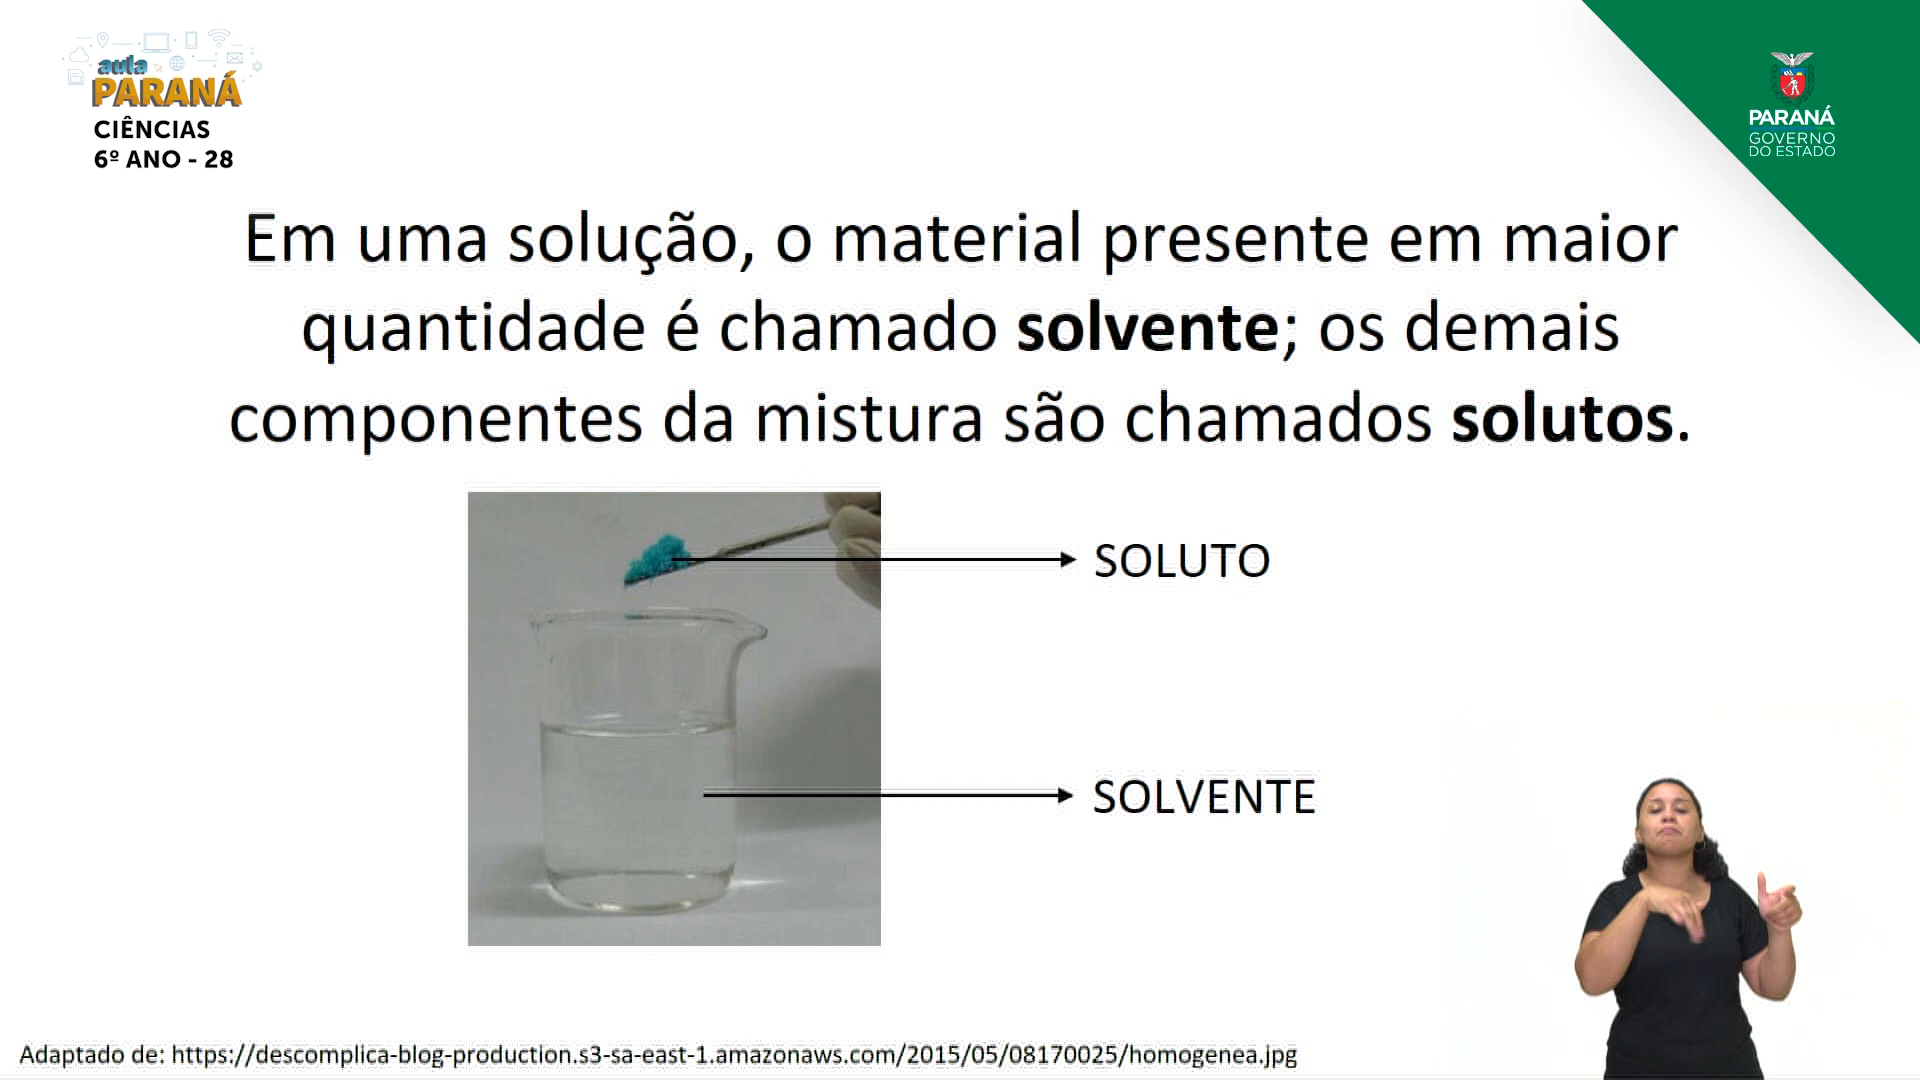 aula
PARANÁ
CIÊNCIAS
6º ANO - 28
PARANÁ
GOVERNO
DO ESTADO
Em uma solução, o material presente em maior
quantidade é chamado solvente; os demais
componentes da mistura são chamados solutos.
SOLUTO
SOLVENTE
Adaptado de: https://descomplica-blog-production.s3-sa-east-1.amazonaws.com/2015/05/08170025/homogenea.jpg